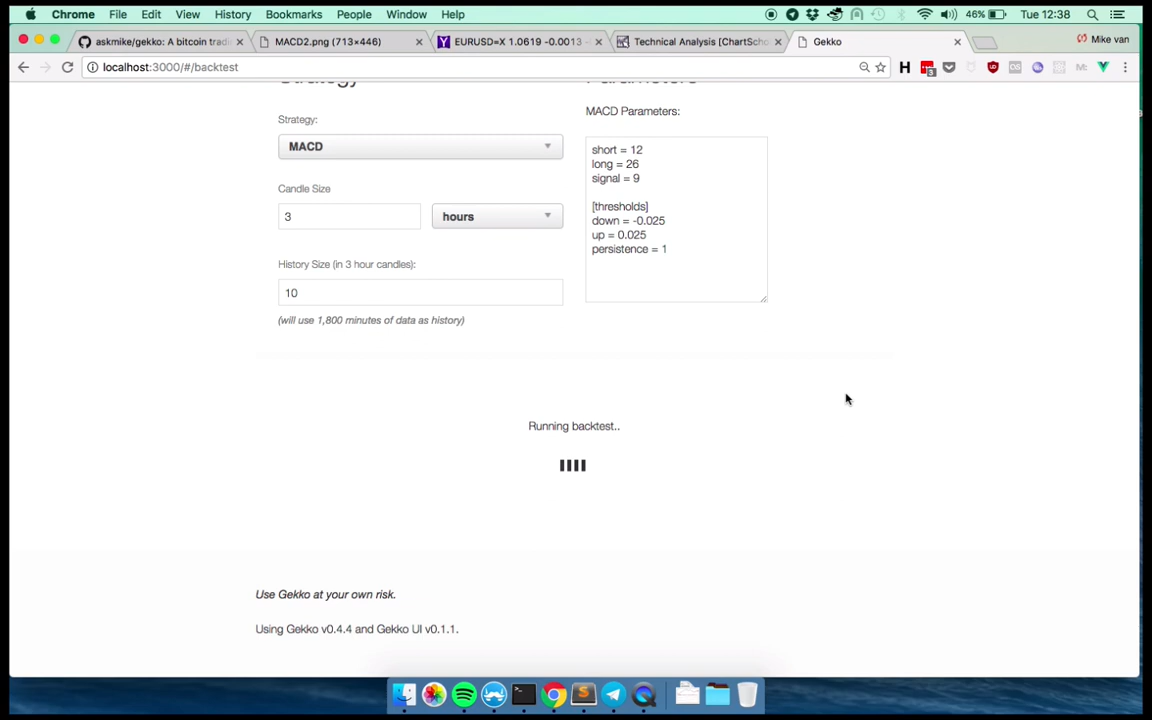 Chrome File Edit View History Bookmarks People Window Help 46% Tue 12:38
askmike/gekko: A bitcoin tradi MACD2.png (713×446) EURUSD=X 1.0619 -0.0013 - Technical Analysis [ChartScho Gekko Mike van
localhost:3000/#/backtest
Strategy Parameters
Strategy:
MACD
Candle Size
3 hours
History Size (in 3 hour candles):
10
(will use 1,800 minutes of data as history)
MACD Parameters:
short = 12
long = 26
signal = 9
[thresholds]
down = -0.025
up = 0.025
persistence = 1
Running backtest..
Use Gekko at your own risk.
Using Gekko v0.4.4 and Gekko UI v0.1.1.